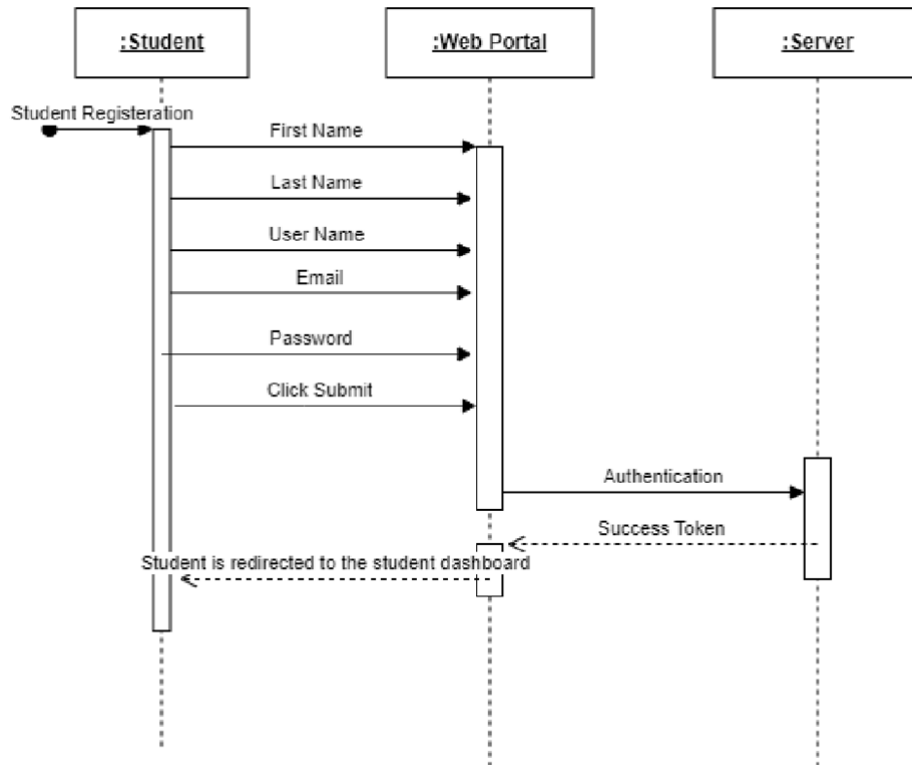 :Student
:Web Portal
:Server
Student Registeration
First Name
Last Name
User Name
Email
Password
Click Submit
Authentication
Success Token
Student is redirected to the student dashboard